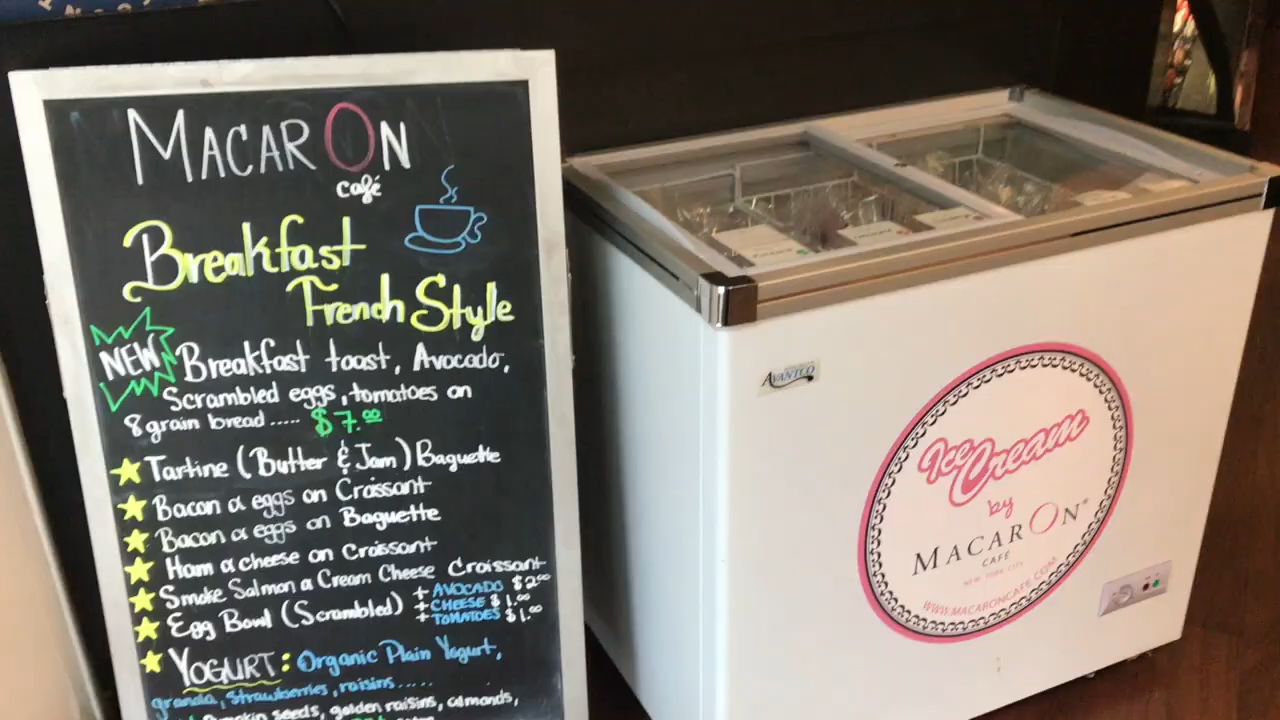 MACARON
café
Breakfast
French Style
NEW Breakfast toast, Avocado,
Scrambled eggs, tomatoes on
8 grain bread..... $7.00
Tartine (Butter & Jam) Baguette
Bacon & eggs on Croissant
Bacon & eggs on Baguette
Ham & cheese on Croissant
Smoke Salmon & Cream Cheese Croissant
Egg Bowl (Scrambled) + AVOCADO $2.00
+ CHEESE $1.00
+ TOMATOES $1.00
YOGURT: Organic Plain Yogurt,
granola, strawberries, raisins.....
Pumpkin seeds, golden raisins, almonds,
AVANTCO
Ice Cream
by
MACARON®
CAFÉ
NEW YORK CITY
WWW.MACARONCAFE.COM